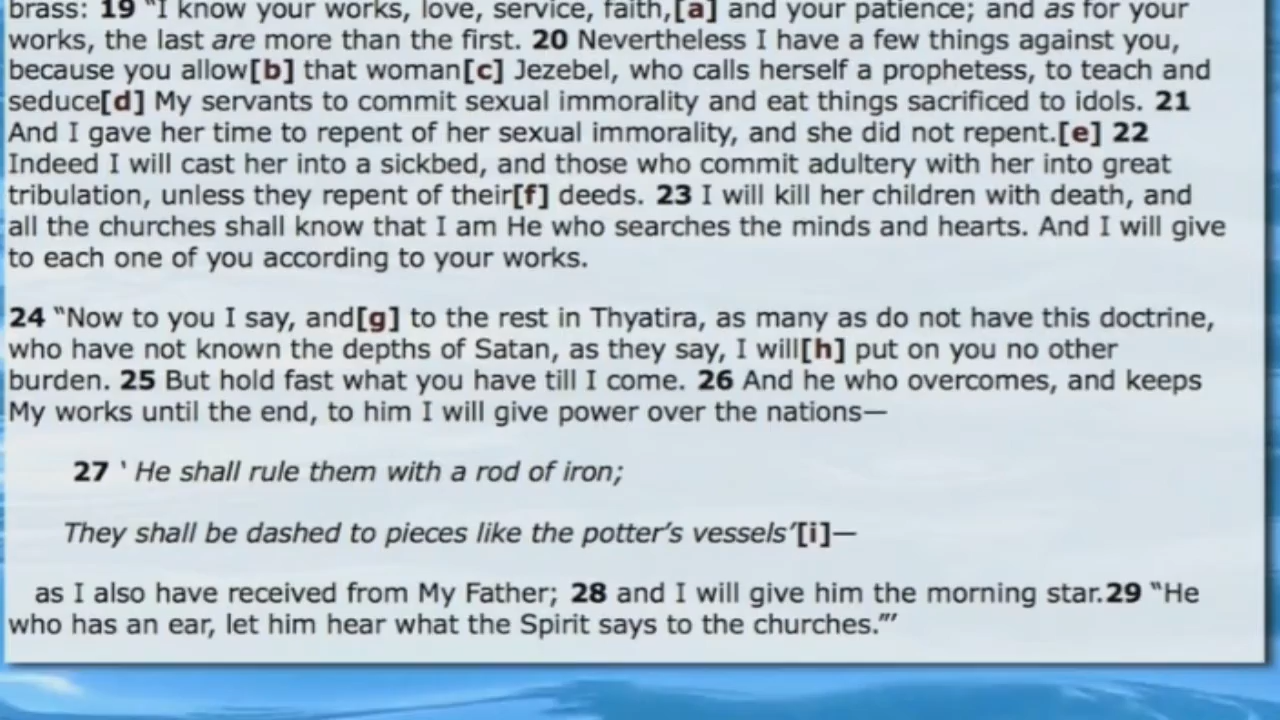 brass: 19 "I know your works, love, service, faith,[a] and your patience; and as for your
works, the last are more than the first. 20 Nevertheless I have a few things against you,
because you allow[b] that woman[c] Jezebel, who calls herself a prophetess, to teach and
seduce[d] My servants to commit sexual immorality and eat things sacrificed to idols. 21
And I gave her time to repent of her sexual immorality, and she did not repent.[e] 22
Indeed I will cast her into a sickbed, and those who commit adultery with her into great
tribulation, unless they repent of their[f] deeds. 23 I will kill her children with death, and
all the churches shall know that I am He who searches the minds and hearts. And I will give
to each one of you according to your works.
24 “Now to you I say, and[g] to the rest in Thyatira, as many as do not have this doctrine,
who have not known the depths of Satan, as they say, I will[h] put on you no other
burden. 25 But hold fast what you have till I come. 26 And he who overcomes, and keeps
My works until the end, to him I will give power over the nations—
27 ‘ He shall rule them with a rod of iron;
They shall be dashed to pieces like the potter’s vessels’[i]—
as I also have received from My Father; 28 and I will give him the morning star.29 “He
who has an ear, let him hear what the Spirit says to the churches.”’